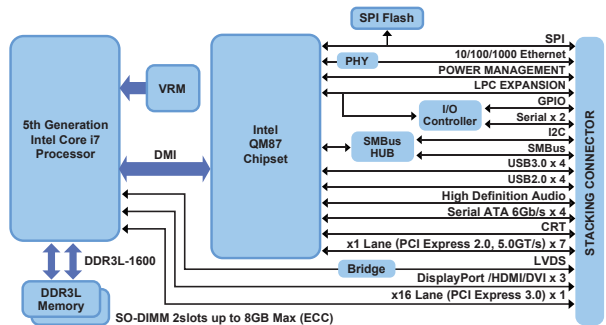 SPI Flash
SPI
10/100/1000 Ethernet
PHY
POWER MANAGEMENT
LPC EXPANSION
VRM
GPIO
I/O
Controller
Serial x 2
5th Generation
Intel Core i7
Processor
Intel
QM87
Chipset
I2C
SMBus
HUB
SMBus
DMI
USB3.0 x 4
USB2.0 x 4
High Definition Audio
Serial ATA 6Gb/s x 4
CRT
x1 Lane (PCI Express 2.0, 5.0GT/s) x 7
LVDS
Bridge
DDR3L-1600
DisplayPort /HDMI/DVI x 3
x16 Lane (PCI Express 3.0) x 1
DDR3L
Memory
SO-DIMM 2slots up to 8GB Max (ECC)
STACKING CONNECTOR